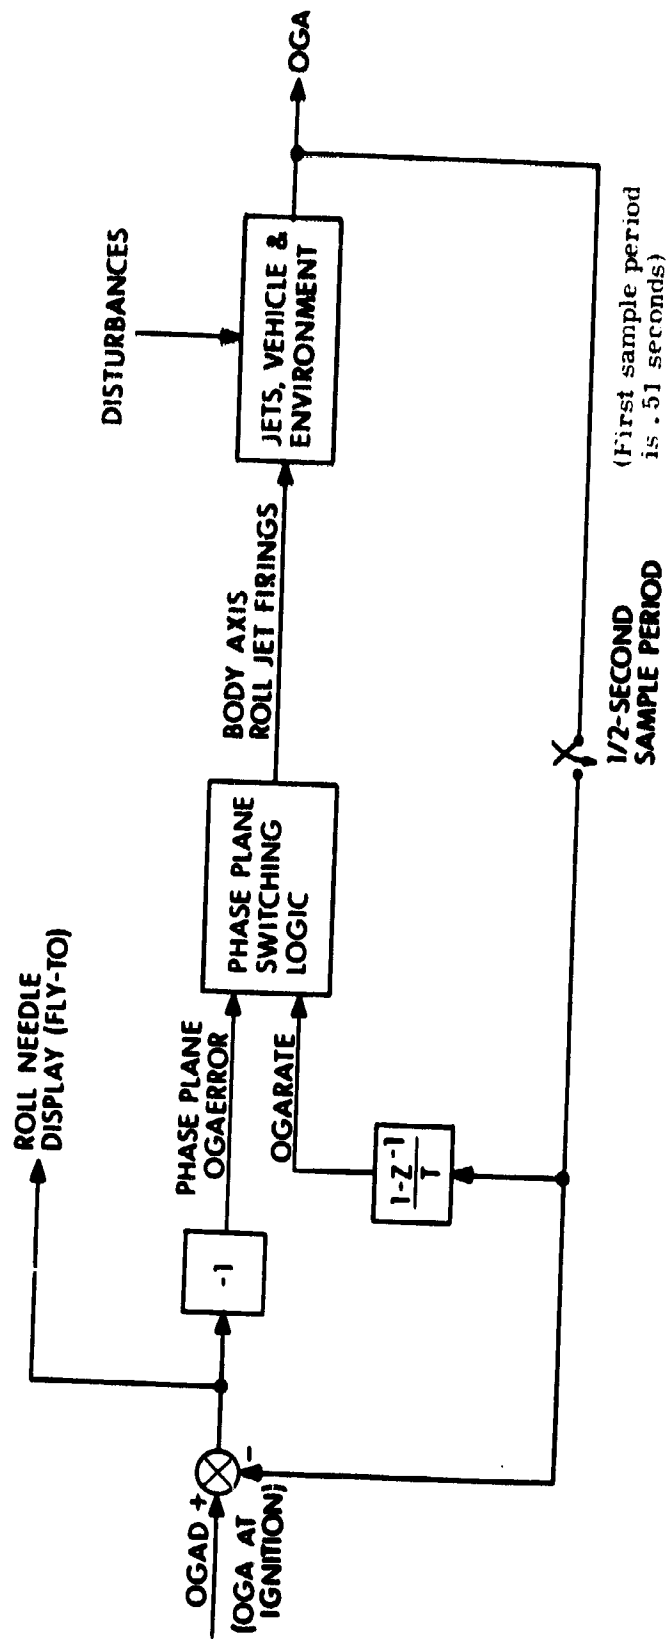 ROLL NEEDLE
DISPLAY (FLY-TO)
DISTURBANCES
OGAD +
(OGA AT
IGNITION)
-
-1
PHASE PLANE
OGAERROR
OGARATE
1-Z^-1
T
PHASE PLANE
SWITCHING
LOGIC
BODY AXIS
ROLL JET FIRINGS
JETS, VEHICLE &
ENVIRONMENT
OGA
1/2-SECOND
SAMPLE PERIOD
(First sample period
is .51 seconds)